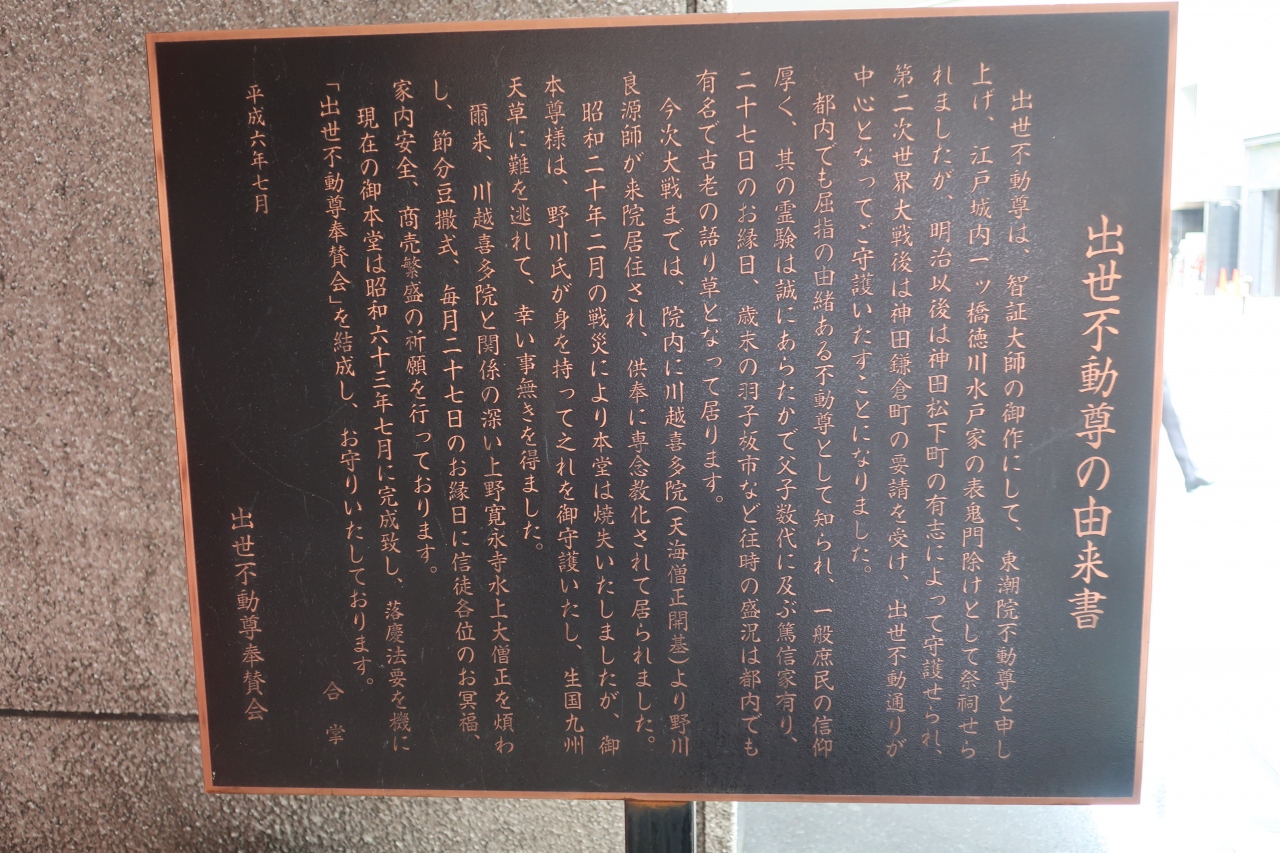 出世不動尊の由来書
出世不動尊は、智証大師の御作にして、東潮院不動尊と申し
上げ、江戸城内一ッ橋徳川水戸家の表鬼門除けとして祭祠せら
れましたが、明治以後は神田松下町の有志によって守護せられ、
第二次世界大戦後は神田鎌倉町の要請を受け、出世不動通りが
中心となってご守護いたすことになりました。
都内でも屈指の由緒ある不動尊として知られ、一般庶民の信仰
厚く、其の霊験は誠にあらたかで父子数代に及ぶ篤信家有り、
二十七日のお縁日、歳末の羽子板市など往時の盛況は都内でも
有名で古老の語り草となって居ります。
今次大戦までは、院内に川越喜多院(天海僧正開基)より野川
良源師が来院居住され、供奉に専念教化されて居られました。
昭和二十年二月の戦災により本堂は焼失いたしましたが、御
本尊様は、野川氏が身を持って之れを御守護いたし、生国九州
天草に難を逃れて、幸い事無きを得ました。
爾来、川越喜多院と関係の深い上野寛永寺水上大僧正を煩わ
し、節分豆撒式、毎月二十七日のお縁日に信徒各位のお冥福、
家内安全、商売繁盛の祈願を行っております。
現在の御本堂は昭和六十三年七月に完成致し、落慶法要を機に
「出世不動尊奉賛会」を結成し、お守りいたしております。
合掌
平成六年七月
出世不動尊奉賛会